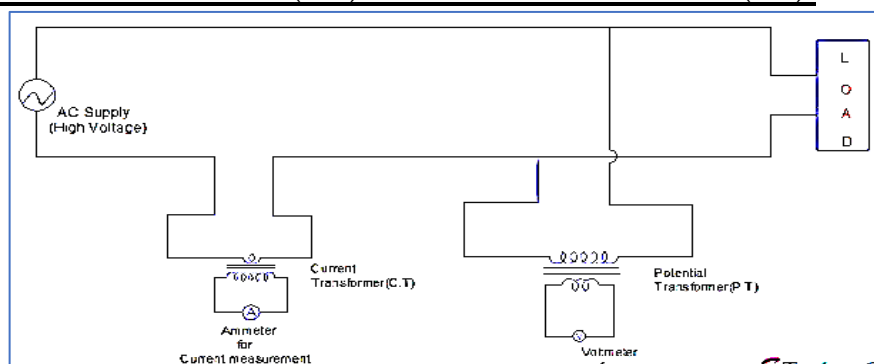 AC Supply
(High Voltage)
L
O
A
D
Current
Transformer(C.T)
Potential
Transformer(P.T)
A
Ammeter
for
Current measurement
Voltmeter